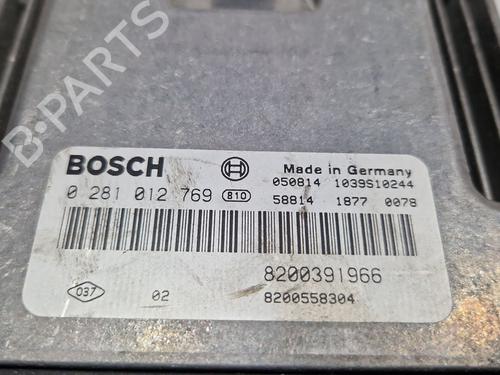 B-PARTS
BOSCH
Made in Germany
0 281 012 769 810
050814 1039S10244
58814 1877 0078
8200391966
037 02 8200558304